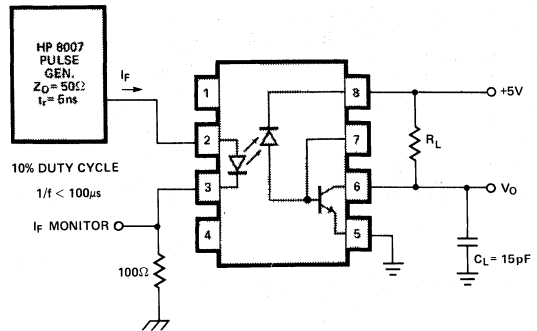 HP 8007
PULSE
GEN.
Z_O = 50Ω
t_r = 5ns
I_F
1
2
3
4
8
7
6
5
+5V
R_L
V_O
C_L = 15pF
10% DUTY CYCLE
1/f < 100μs
I_F MONITOR
100Ω